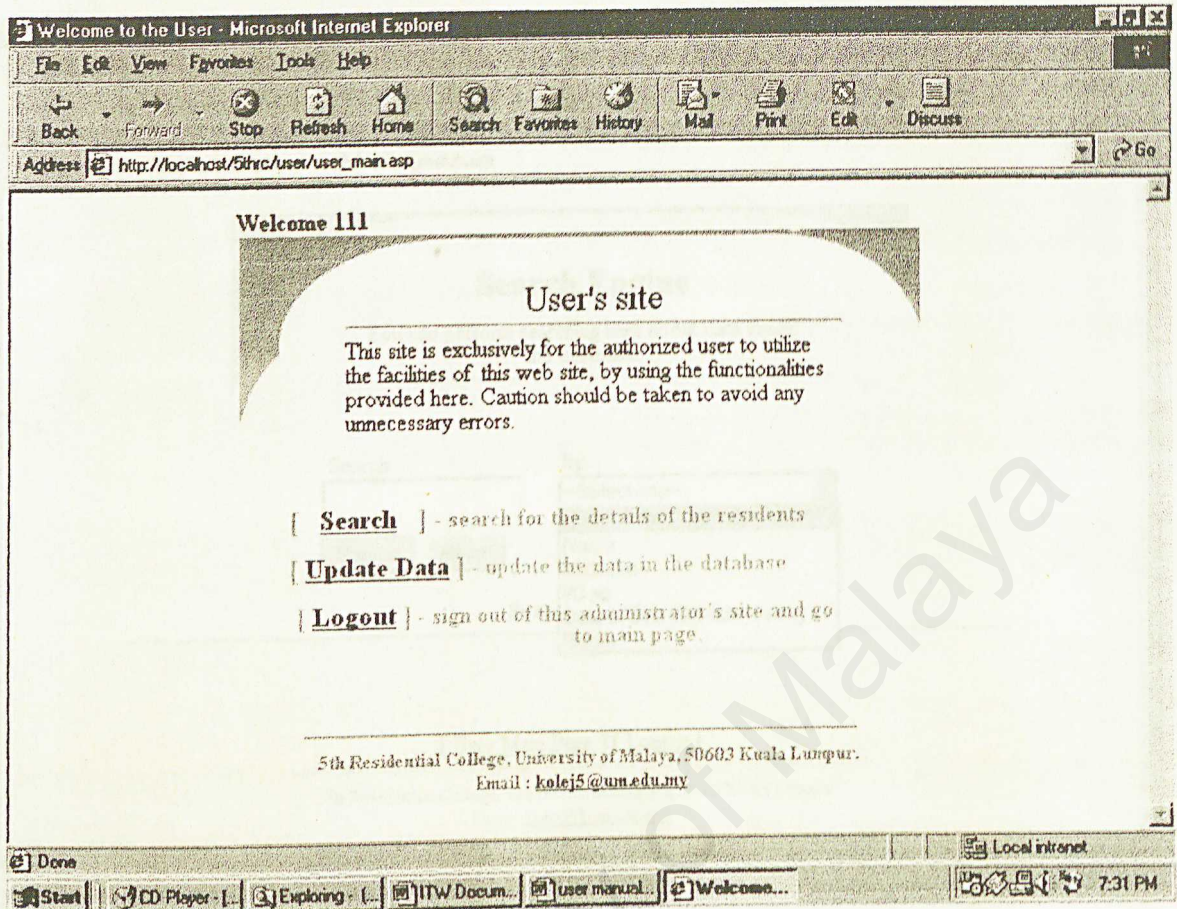 Welcome to the User - Microsoft Internet Explorer
File Edit View Favorites Tools Help
Back Forward Stop Refresh Home Search Favorites History Mail Print Edit Discuss
Address http://localhost/5thrc/user/user_main.asp Go
Welcome 111
User's site
This site is exclusively for the authorized user to utilize
the facilities of this web site, by using the functionalities
provided here. Caution should be taken to avoid any
unnecessary errors.
[ Search ] - search for the details of the residents
[ Update Data ] - update the data in the database
[ Logout ] - sign out of this administrator's site and go
to main page.
5th Residential College, University of Malaya, 50603 Kuala Lumpur.
Email : kolej5@um.edu.my
Done Local intranet
Start CD Player - [... Exploring - (... ITW Docum... user manual... Welcome... 7:31 PM
of Malaya